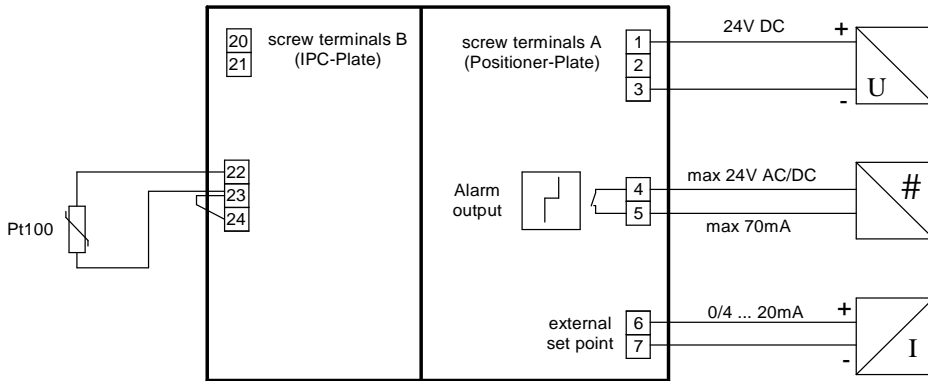 20
21
screw terminals B
(IPC-Plate)
22
23
24
Pt100
screw terminals A
(Positioner-Plate)
1
2
3
24V DC
+
-
U
Alarm
output
4
5
max 24V AC/DC
max 70mA
#
external
set point
6
7
0/4 ... 20mA
+
-
I